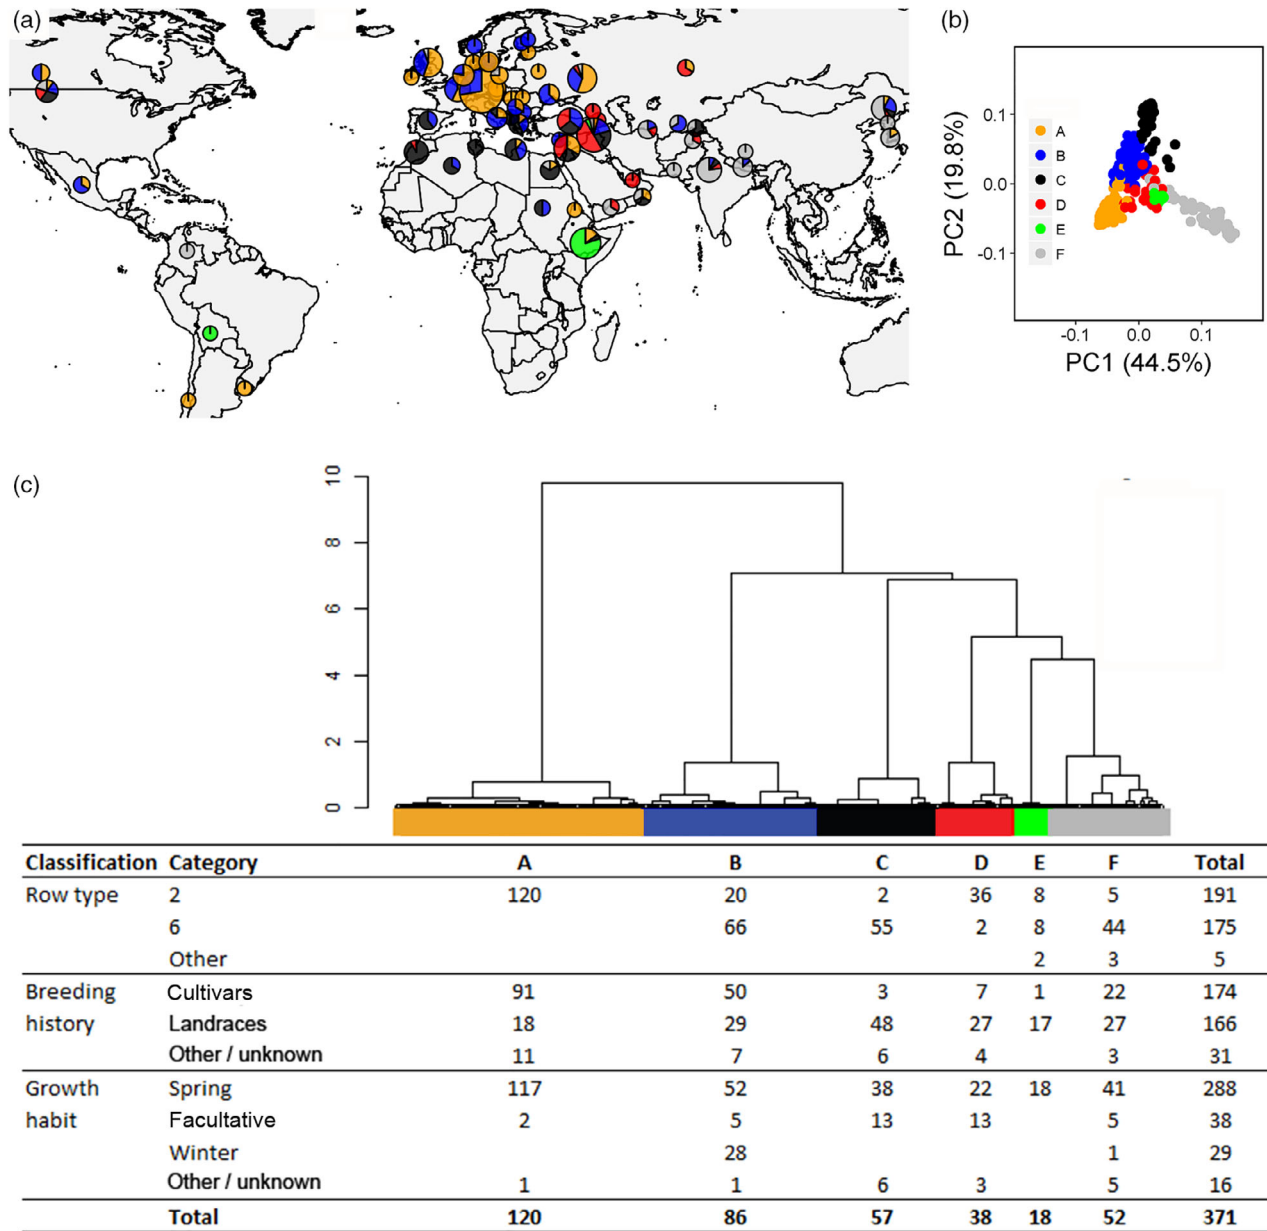 (a)
(b)
0.1
0.0
-0.1
PC2 (19.8%)
A
B
C
D
E
F
-0.1 0.0 0.1
PC1 (44.5%)
(c)
10
8
6
4
2
0
Classification Category A B C D E F Total
Row type 2 120 20 2 36 8 5 191
6 66 55 2 8 44 175
Other 2 3 5
Breeding Cultivars 91 50 3 7 1 22 174
history Landraces 18 29 48 27 17 27 166
Other / unknown 11 7 6 4 3 31
Growth Spring 117 52 38 22 18 41 288
habit Facultative 2 5 13 13 5 38
Winter 28 1 29
Other / unknown 1 1 6 3 5 16
Total 120 86 57 38 18 52 371